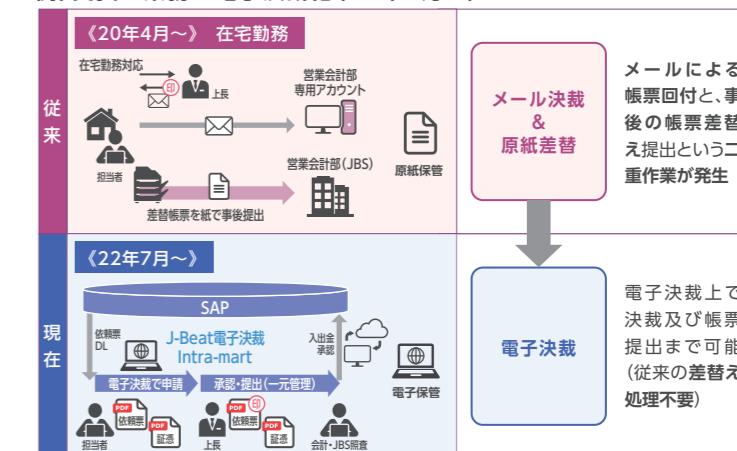 《20年4月～》 在宅勤務
在宅勤務対応
印
上長
営業会計部
専用アカウント
担当者
営業会計部（JBS）
差替帳票を紙で事後提出
原紙保管
従
来
メール決裁
&
原紙差替
メールによる
帳票回付と、事
後の帳票差替
え提出という二
重作業が発生
《22年7月～》
SAP
依頼票
DL
J-Beat電子決裁
Intra-mart
入出金
承認
電子決裁で申請
承認・提出（一元管理）
電子保管
PDF
依頼票
PDF
証憑
担当者
PDF
印
依頼票
PDF
証憑
上長
会計・JBS照査
現
在
電子決裁
電子決裁上で
決裁及び帳票
提出まで可能
（従来の差替え
処理不要）